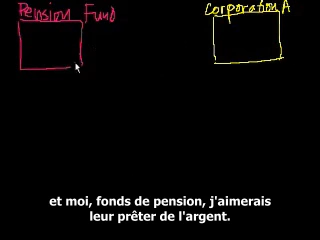 Pension Fund
Corporation A
et moi, fonds de pension, j'aimerais
leur prêter de l'argent.